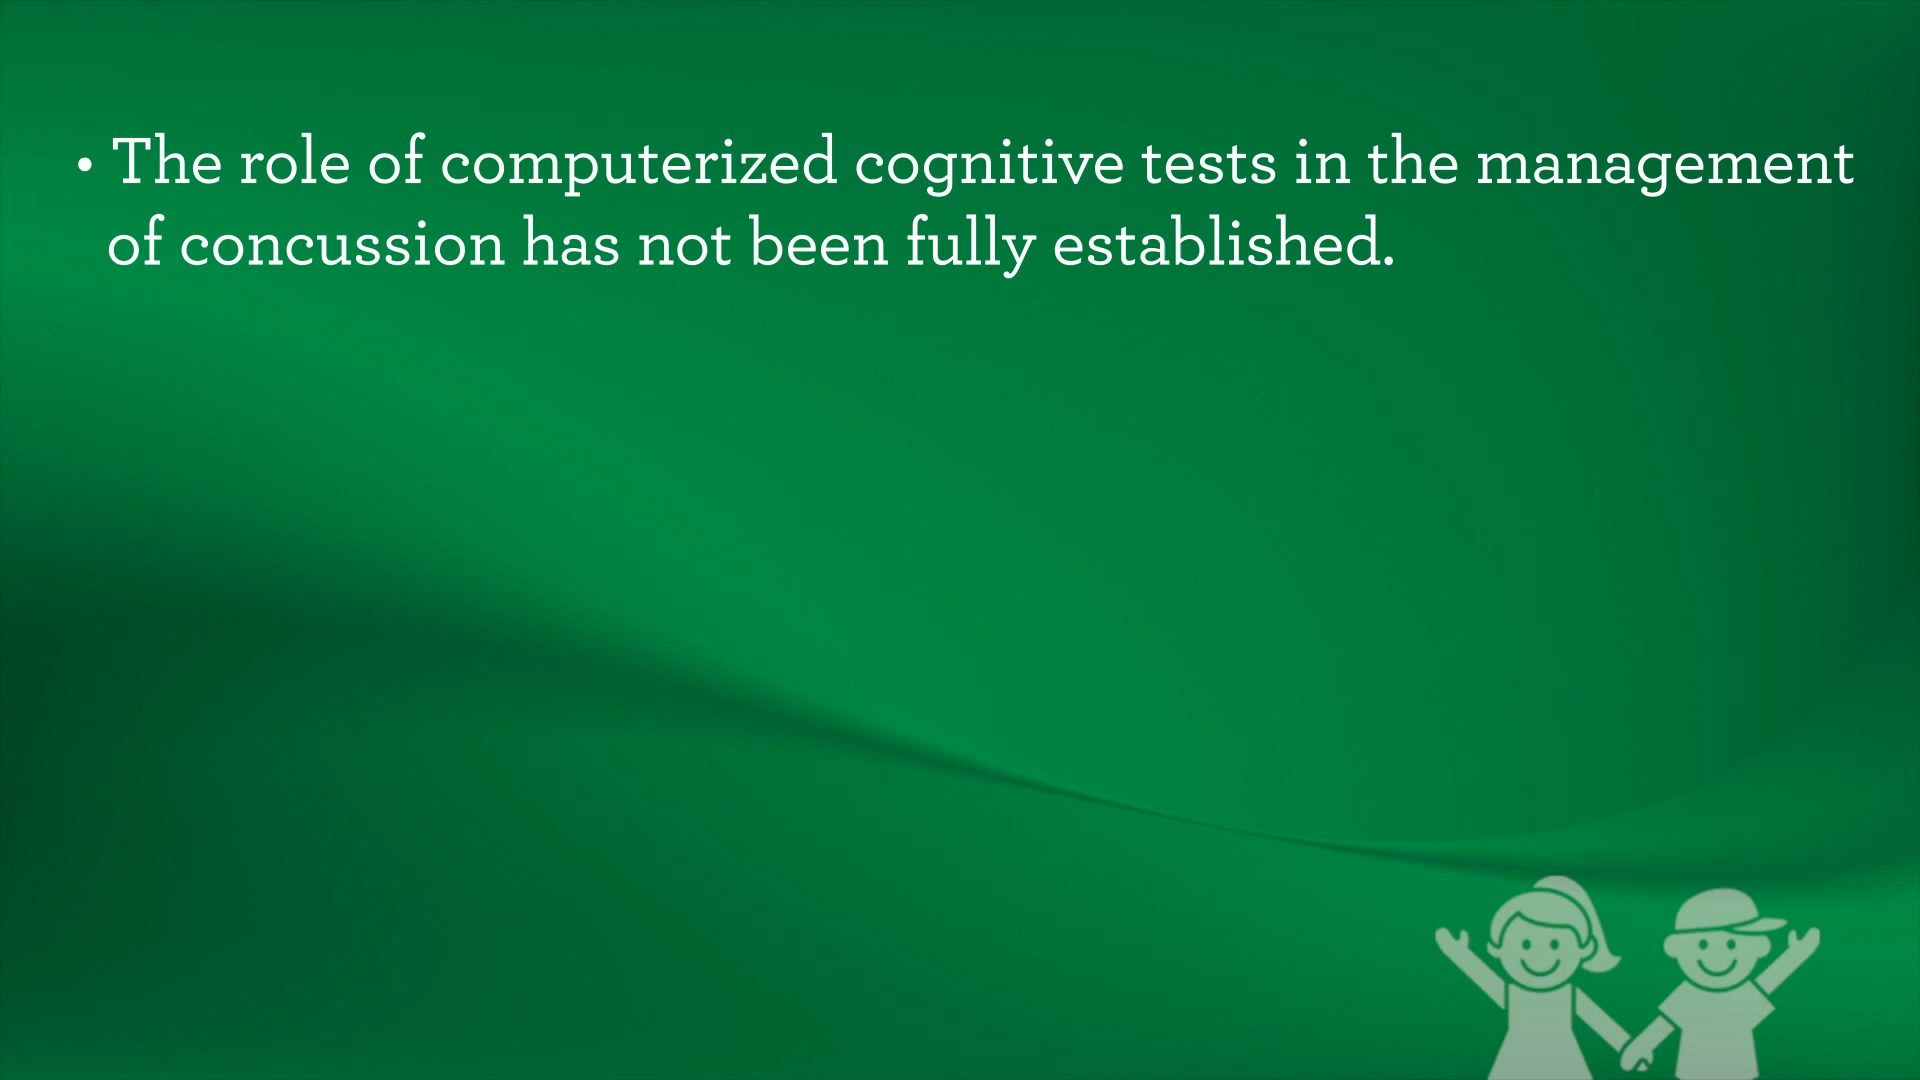 • The role of computerized cognitive tests in the management
of concussion has not been fully established.